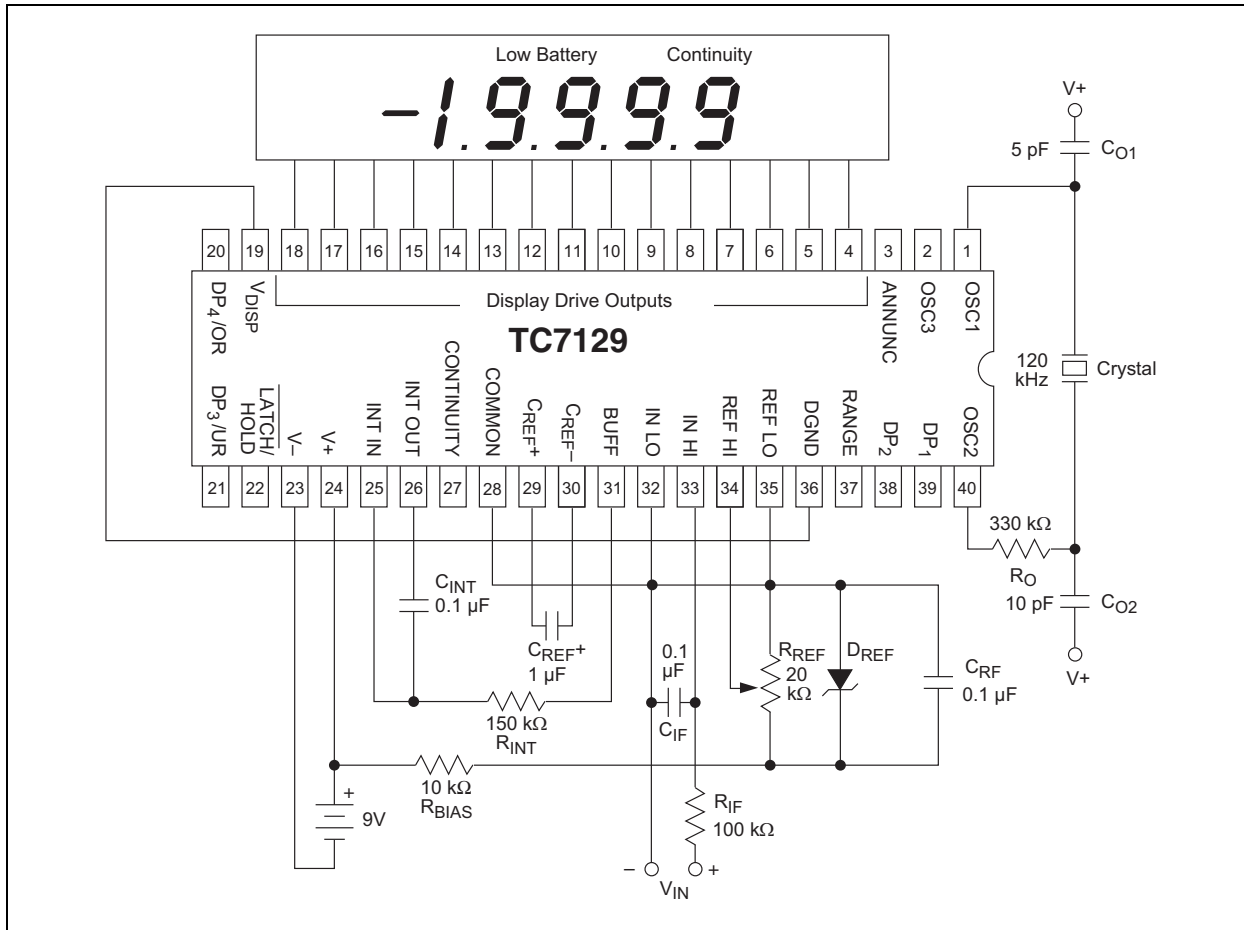 Low Battery Continuity
-1.9.9.9.9
V+
5 pF CO1
20 19 18 17 16 15 14 13 12 11 10 9 8 7 6 5 4 3 2 1
DP4/OR VDISP Display Drive Outputs ANNUNC OSC3 OSC1
TC7129
120 kHz Crystal
DP3/UR LATCH/HOLD V– V+ INT IN INT OUT CONTINUITY COMMON CREF+ CREF– BUFF IN LO IN HI REF HI REF LO DGND RANGE DP2 DP1 OSC2
21 22 23 24 25 26 27 28 29 30 31 32 33 34 35 36 37 38 39 40
330 kΩ
RO
10 pF CO2
V+
CINT
0.1 µF
CREF+
1 µF
0.1
µF
CIF
RREF
20
kΩ
DREF
CRF
0.1 µF
150 kΩ
RINT
10 kΩ
RBIAS
+
9V
RIF
100 kΩ
– VIN +